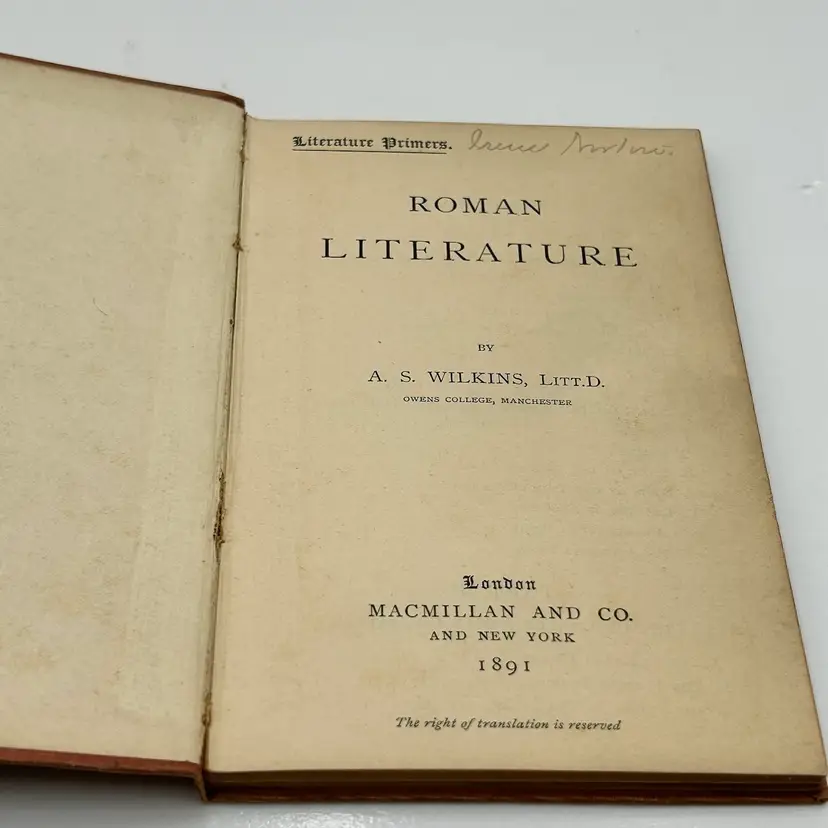 Literature Primers. Irene
ROMAN
LITERATURE
BY
A. S. WILKINS, LITT.D.
OWENS COLLEGE, MANCHESTER
London
MACMILLAN AND CO.
AND NEW YORK
1891
The right of translation is reserved